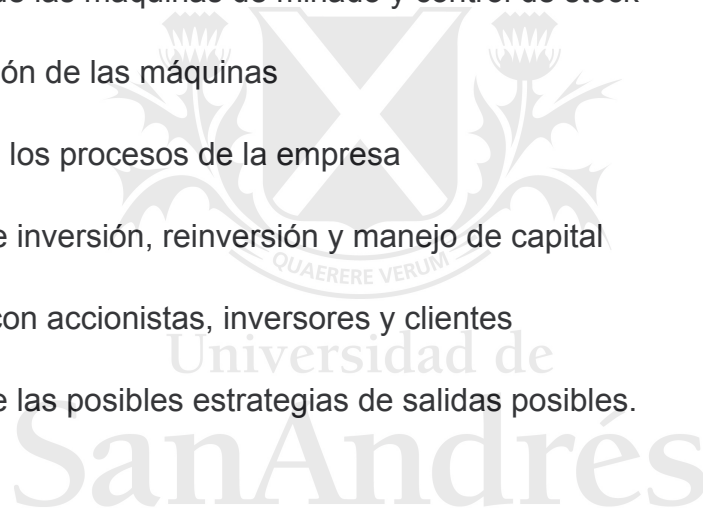 de las máquinas de minado y control de stock
ón de las máquinas
los procesos de la empresa
e inversión, reinversión y manejo de capital
QUAERERE VERUM
con accionistas, inversores y clientes
Universidad de
e las posibles estrategias de salidas posibles.
SanAndrés